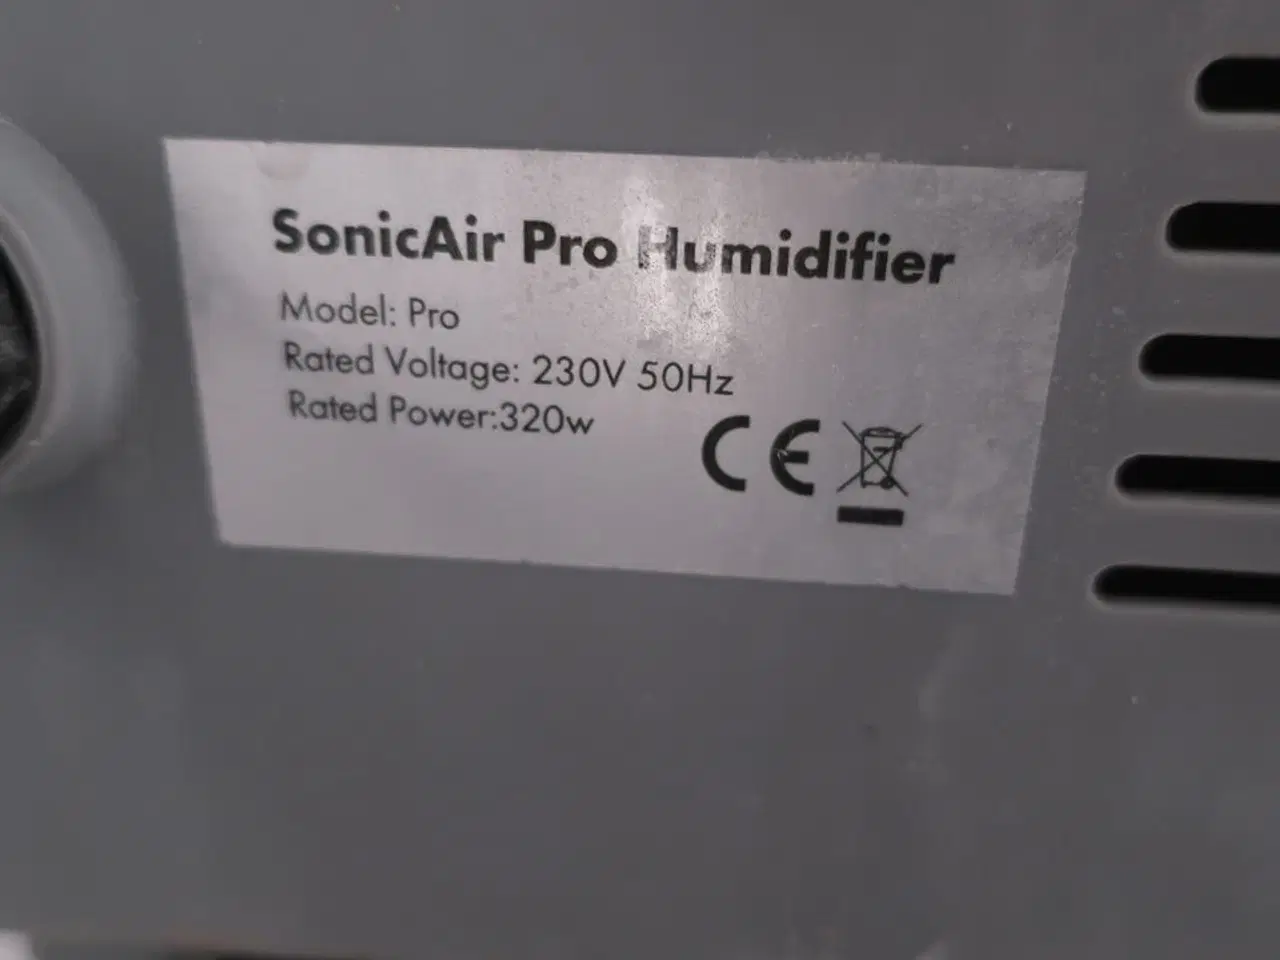 SonicAir Pro Humidifier
Model: Pro
Rated Voltage: 230V 50Hz
Rated Power:320w
CE